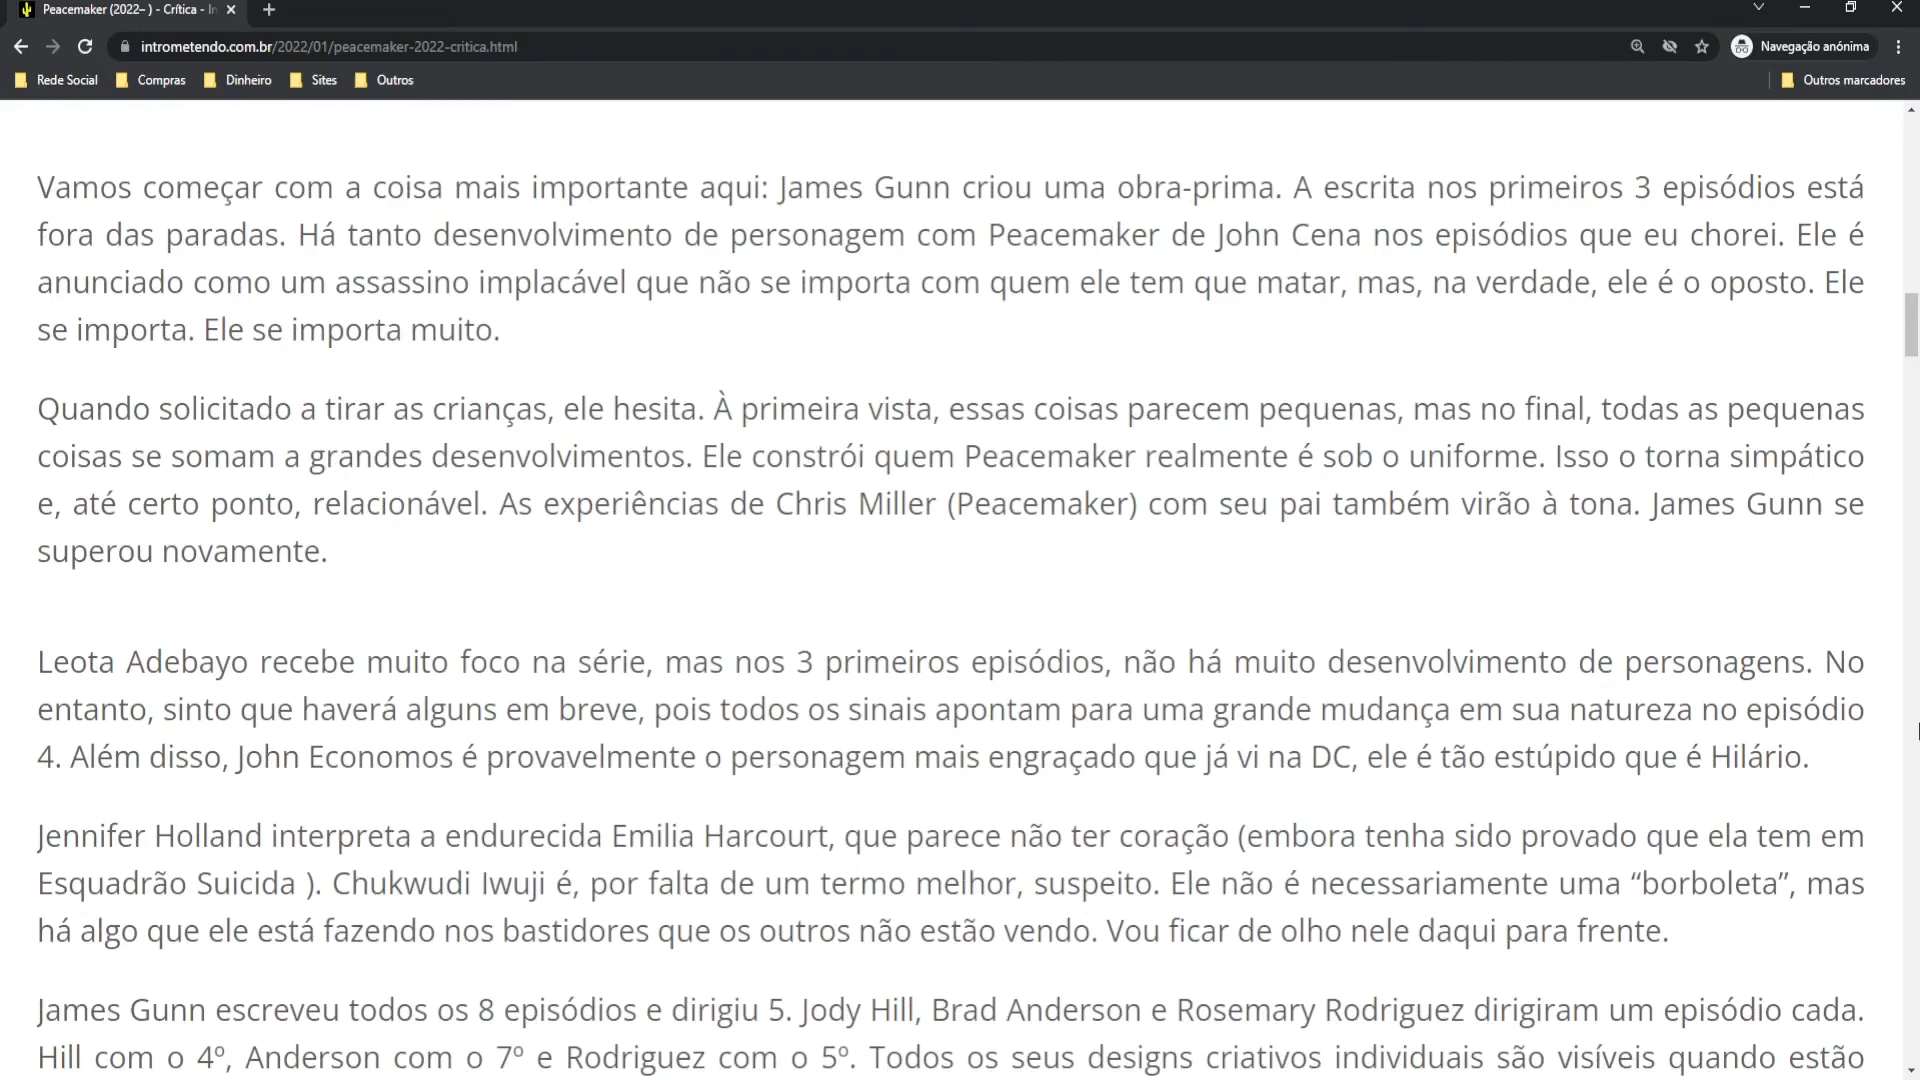 Peacemaker (2022– ) - Crítica - In
intrometendo.com.br/2022/01/peacemaker-2022-critica.html
Navegação anónima
Rede Social
Compras
Dinheiro
Sites
Outros
Outros marcadores
Vamos começar com a coisa mais importante aqui: James Gunn criou uma obra-prima. A escrita nos primeiros 3 episódios está
fora das paradas. Há tanto desenvolvimento de personagem com Peacemaker de John Cena nos episódios que eu chorei. Ele é
anunciado como um assassino implacável que não se importa com quem ele tem que matar, mas, na verdade, ele é o oposto. Ele
se importa. Ele se importa muito.
Quando solicitado a tirar as crianças, ele hesita. À primeira vista, essas coisas parecem pequenas, mas no final, todas as pequenas
coisas se somam a grandes desenvolvimentos. Ele constrói quem Peacemaker realmente é sob o uniforme. Isso o torna simpático
e, até certo ponto, relacionável. As experiências de Chris Miller (Peacemaker) com seu pai também virão à tona. James Gunn se
superou novamente.
Leota Adebayo recebe muito foco na série, mas nos 3 primeiros episódios, não há muito desenvolvimento de personagens. No
entanto, sinto que haverá alguns em breve, pois todos os sinais apontam para uma grande mudança em sua natureza no episódio
4. Além disso, John Economos é provavelmente o personagem mais engraçado que já vi na DC, ele é tão estúpido que é Hilário.
Jennifer Holland interpreta a endurecida Emilia Harcourt, que parece não ter coração (embora tenha sido provado que ela tem em
Esquadrão Suicida ). Chukwudi Iwuji é, por falta de um termo melhor, suspeito. Ele não é necessariamente uma “borboleta”, mas
há algo que ele está fazendo nos bastidores que os outros não estão vendo. Vou ficar de olho nele daqui para frente.
James Gunn escreveu todos os 8 episódios e dirigiu 5. Jody Hill, Brad Anderson e Rosemary Rodriguez dirigiram um episódio cada.
Hill com o 4º, Anderson com o 7º e Rodriguez com o 5º. Todos os seus designs criativos individuais são visíveis quando estão